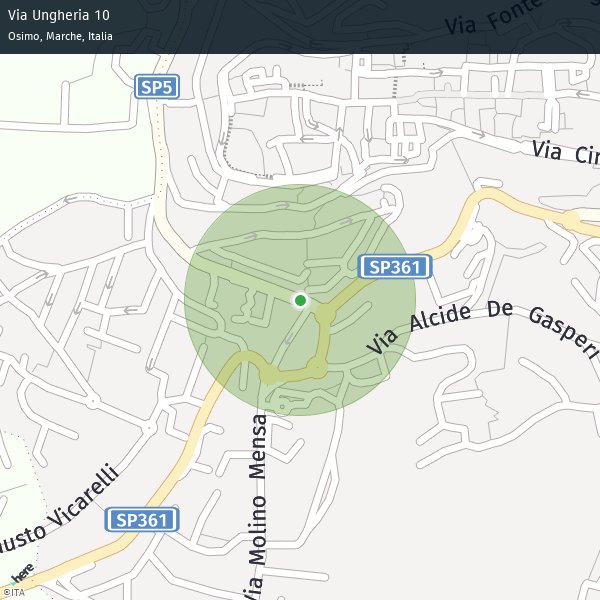 Via Ungheria 10
Osimo, Marche, Italia
Via Fonte
SP5
Via Cin
SP361
Via Alcide De Gasperi
Via Molino Mensa
usto Vicarelli
SP361
here
©ITA